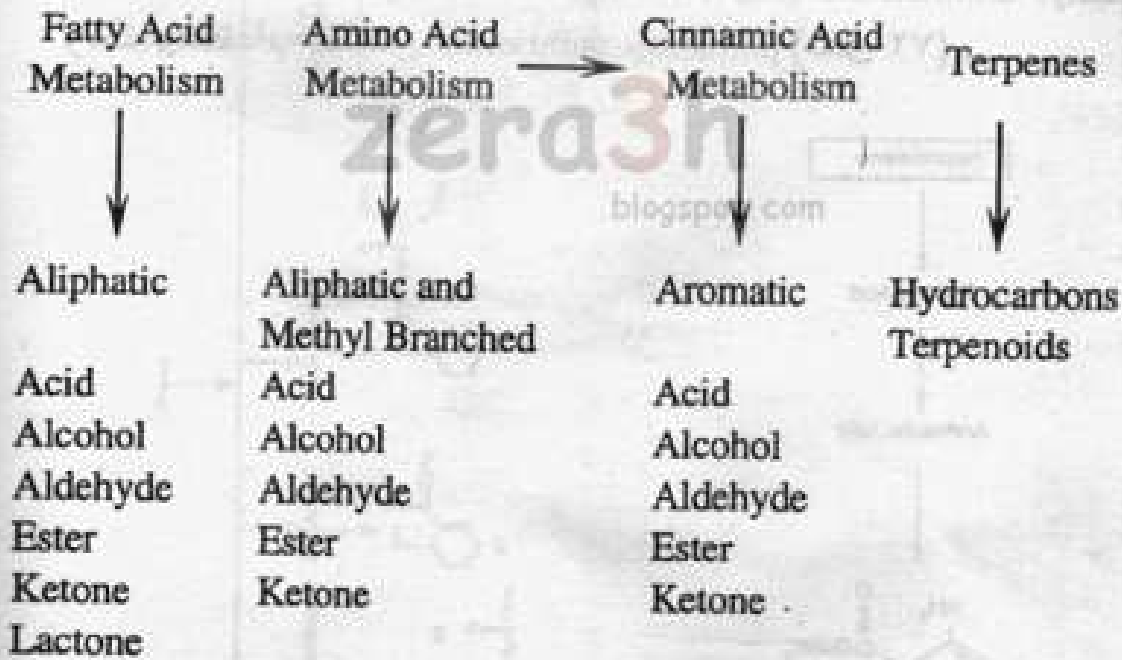 Fatty Acid
Metabolism
Amino Acid
Metabolism
Cinnamic Acid
Metabolism
Terpenes
zera3n
blogspot.com
Aliphatic
Acid
Alcohol
Aldehyde
Ester
Ketone
Lactone
Aliphatic and
Methyl Branched
Acid
Alcohol
Aldehyde
Ester
Ketone
Aromatic
Acid
Alcohol
Aldehyde
Ester
Ketone .
Hydrocarbons
Terpenoids